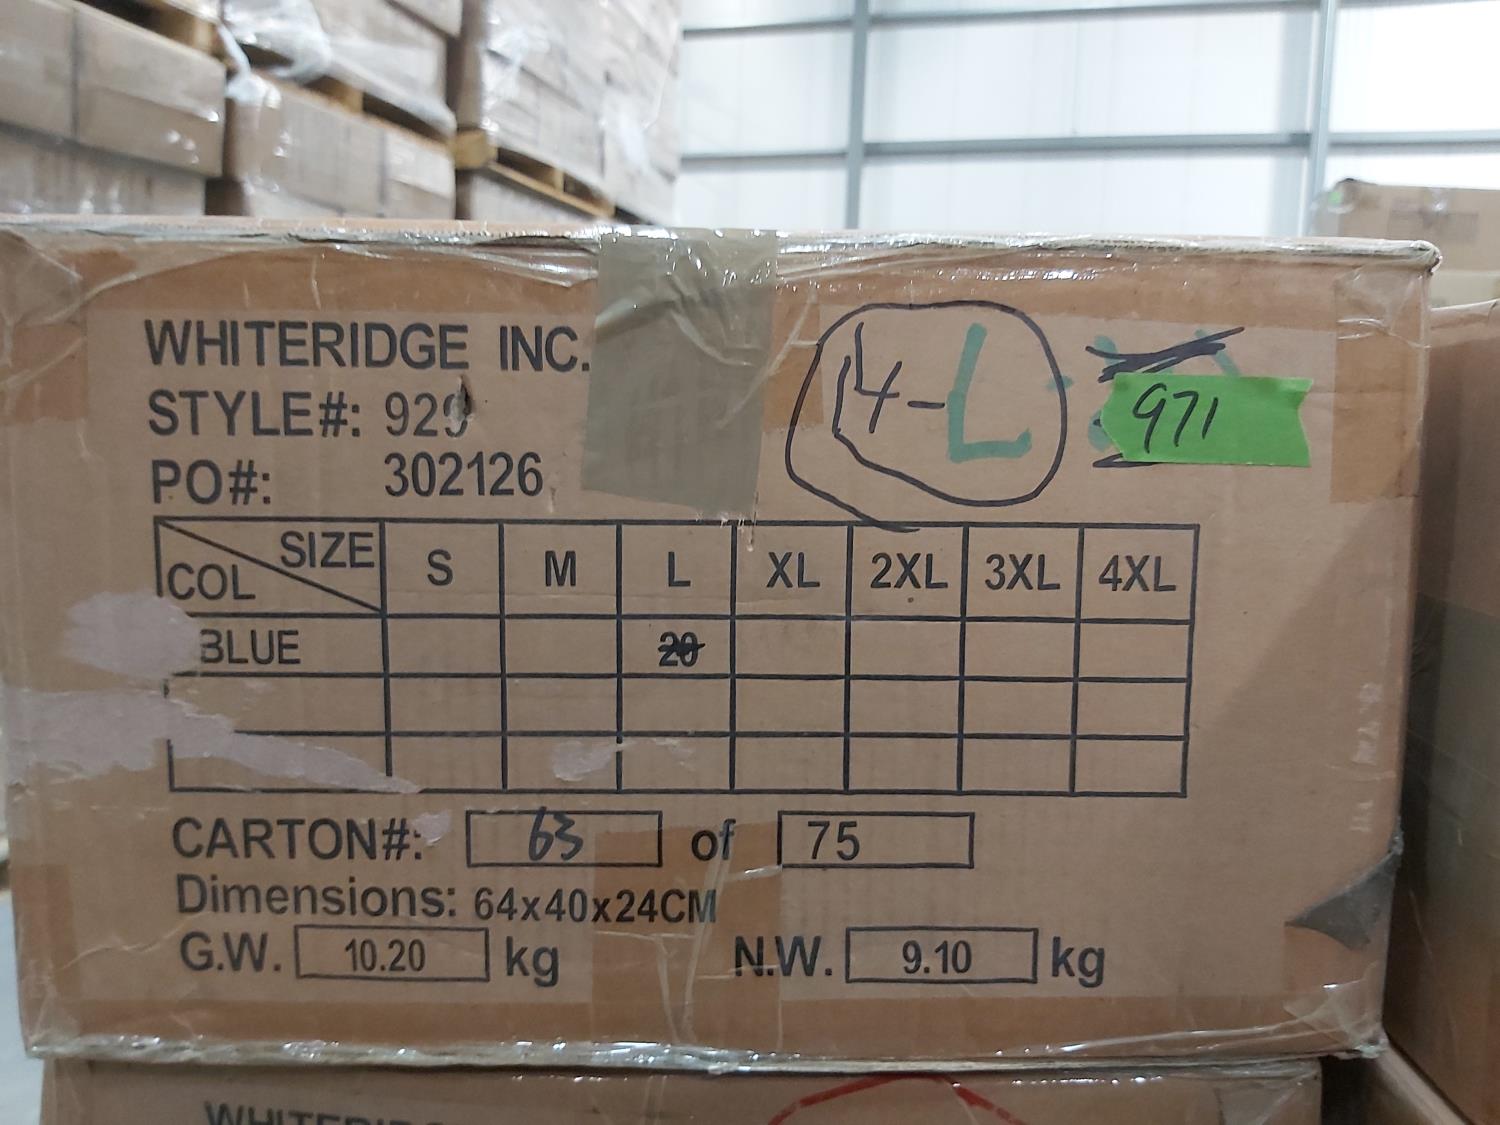 WHITERIDGE INC.
STYLE#: 929
PO#: 302126
14-L
971
SIZE COL S M L XL 2XL 3XL 4XL
BLUE 20
CARTON#: 63 of 75
Dimensions: 64x40x24CM
G.W. 10.20 kg N.W. 9.10 kg
WHITERIDGE